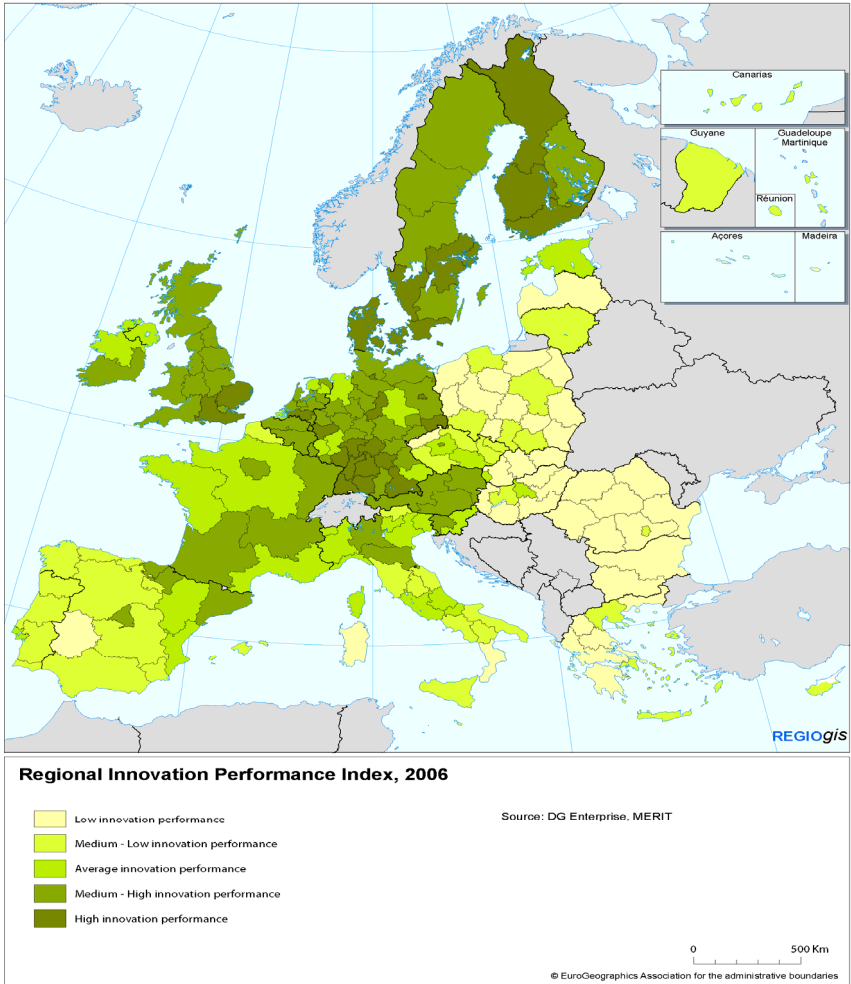 Canarias
Guyane
Guadeloupe
Martinique
Réunion
Açores
Madeira
REGIOgis
Regional Innovation Performance Index, 2006
Low innovation performance
Source: DG Enterprise, MERIT
Medium - Low innovation performance
Average innovation performance
Medium - High innovation performance
High innovation performance
0
500 Km
© EuroGeographics Association for the administrative boundaries